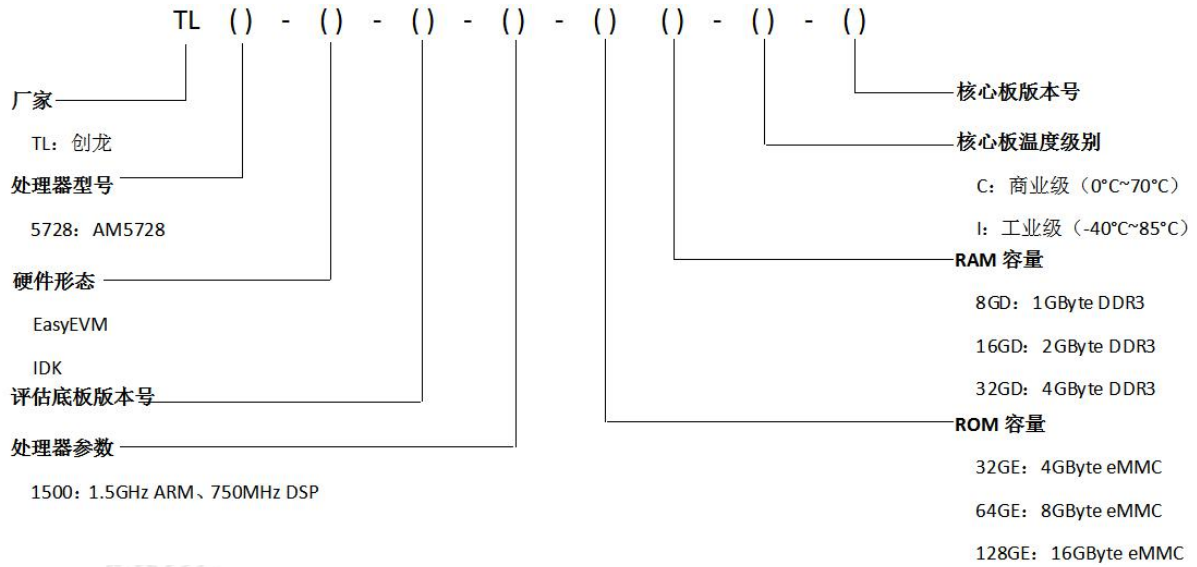 TL () - () - () - () - () () - () - ()
厂家
TL：创龙
处理器型号
5728：AM5728
硬件形态
EasyEVM
IDK
评估底板版本号
处理器参数
1500：1.5GHz ARM、750MHz DSP
核心板版本号
核心板温度级别
C：商业级（0°C~70°C）
I：工业级（-40°C~85°C）
RAM 容量
8GD：1GByte DDR3
16GD：2GByte DDR3
32GD：4GByte DDR3
ROM 容量
32GE：4GByte eMMC
64GE：8GByte eMMC
128GE：16GByte eMMC